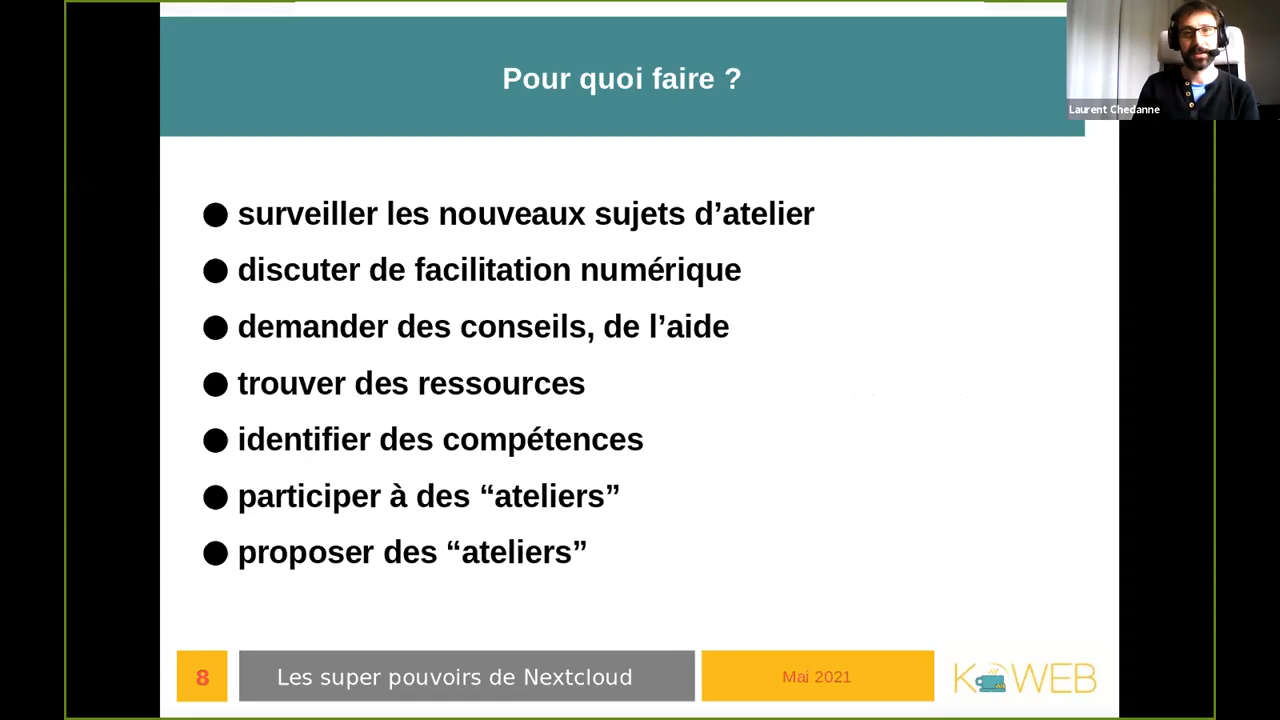 Pour quoi faire ?
Laurent Chedanne
● surveiller les nouveaux sujets d’atelier
● discuter de facilitation numérique
● demander des conseils, de l’aide
● trouver des ressources
● identifier des compétences
● participer à des “ateliers”
● proposer des “ateliers”
8
Les super pouvoirs de Nextcloud
Mai 2021
K WEB